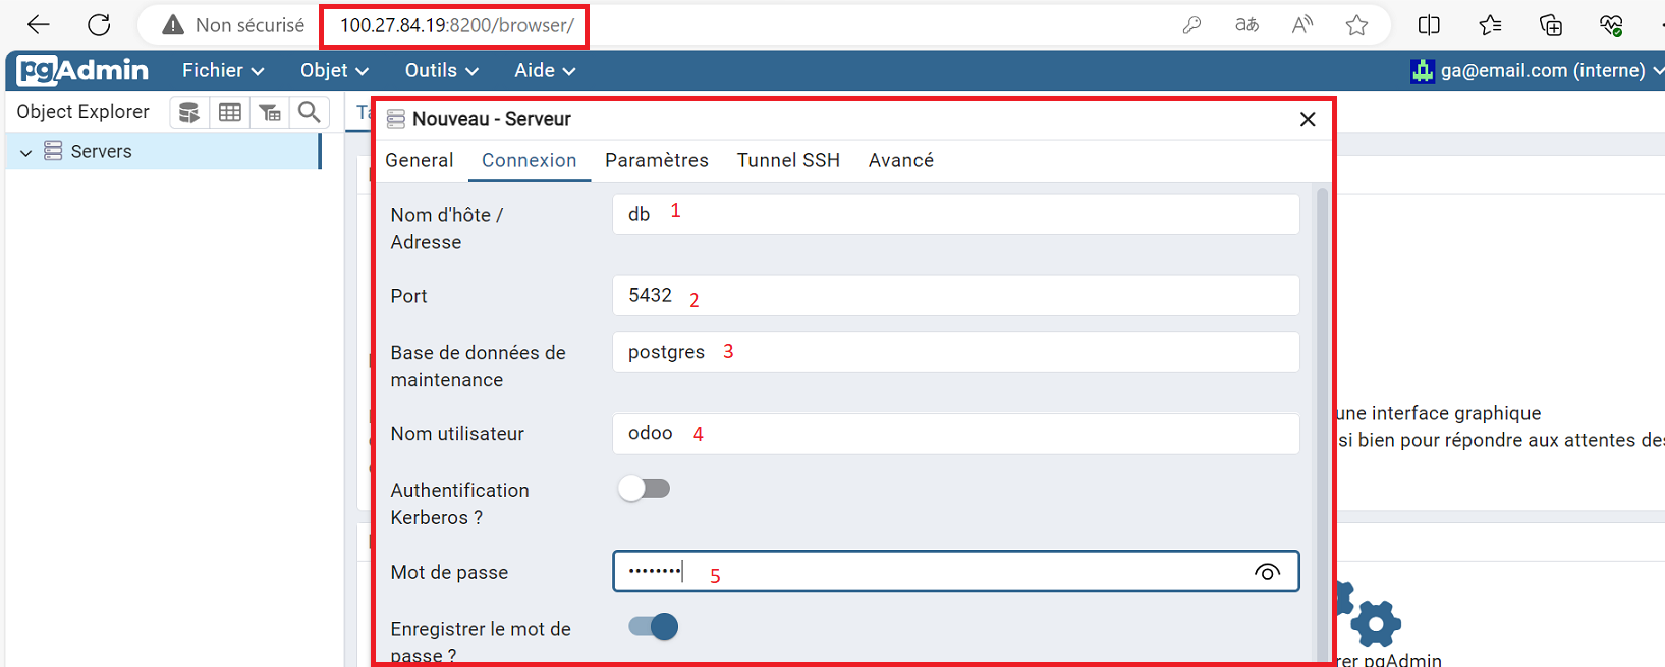 Non sécurisé 100.27.84.19:8200/browser/ aあ A
pgAdmin Fichier Objet Outils Aide ga@email.com (interne)
Object Explorer
Servers
Nouveau - Serveur
General Connexion Paramètres Tunnel SSH Avancé
Nom d'hôte / Adresse
db 1
Port
5432 2
Base de données de maintenance
postgres 3
Nom utilisateur
odoo 4
Authentification Kerberos ?
Mot de passe
•••••••• 5
Enregistrer le mot de passe ?
une interface graphique
si bien pour répondre aux attentes
pgAdmin